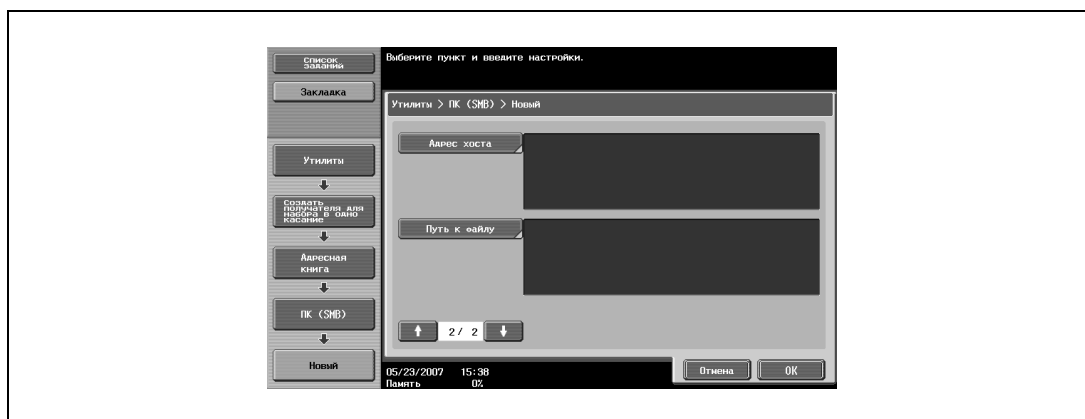 Список
заданий
Закладка
Утилиты
Создать
получателя для
набора в одно
касание
Адресная
книга
ПК (SMB)
Новый
Выберите пункт и введите настройки.
Утилиты > ПК (SMB) > Новый
Адрес хоста
Путь к файлу
2/ 2
Отмена
OK
05/23/2007 15:38
Память 0%